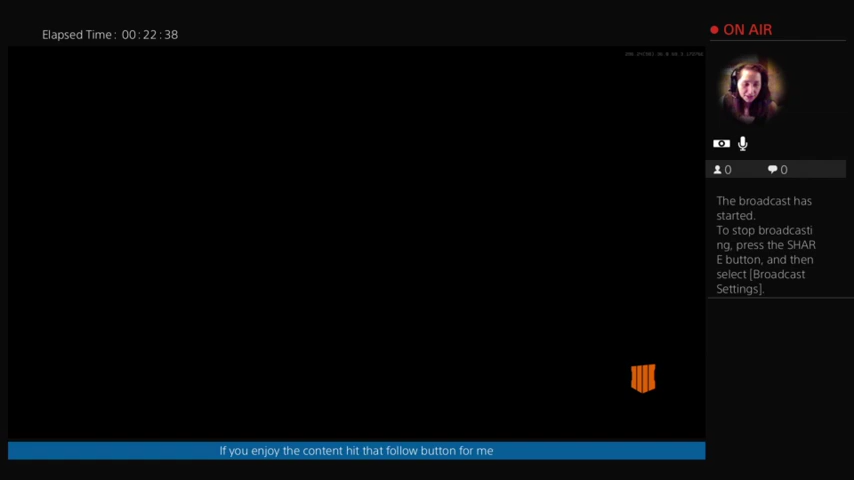 Elapsed Time: 00:22:38
ON AIR
0 0
The broadcast has
started.
To stop broadcasti
ng, press the SHAR
E button, and then
select [Broadcast
Settings].
If you enjoy the content hit that follow button for me